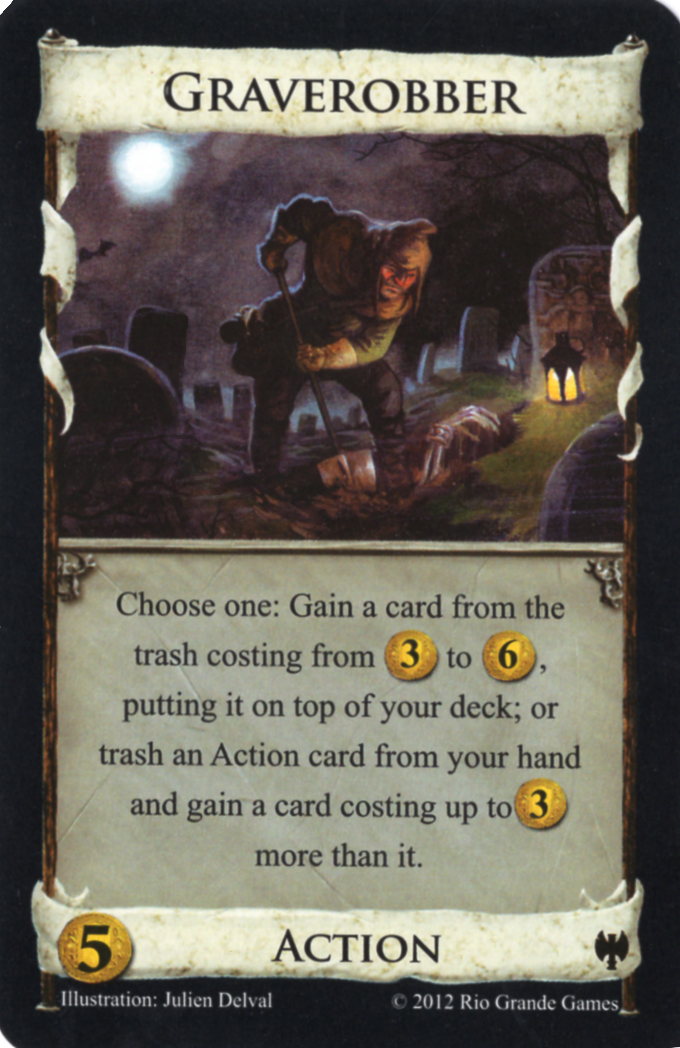 GRAVEROBBER
Choose one: Gain a card from the
trash costing from 3 to 6,
putting it on top of your deck; or
trash an Action card from your hand
and gain a card costing up to 3
more than it.
5 ACTION
Illustration: Julien Delval © 2012 Rio Grande Games